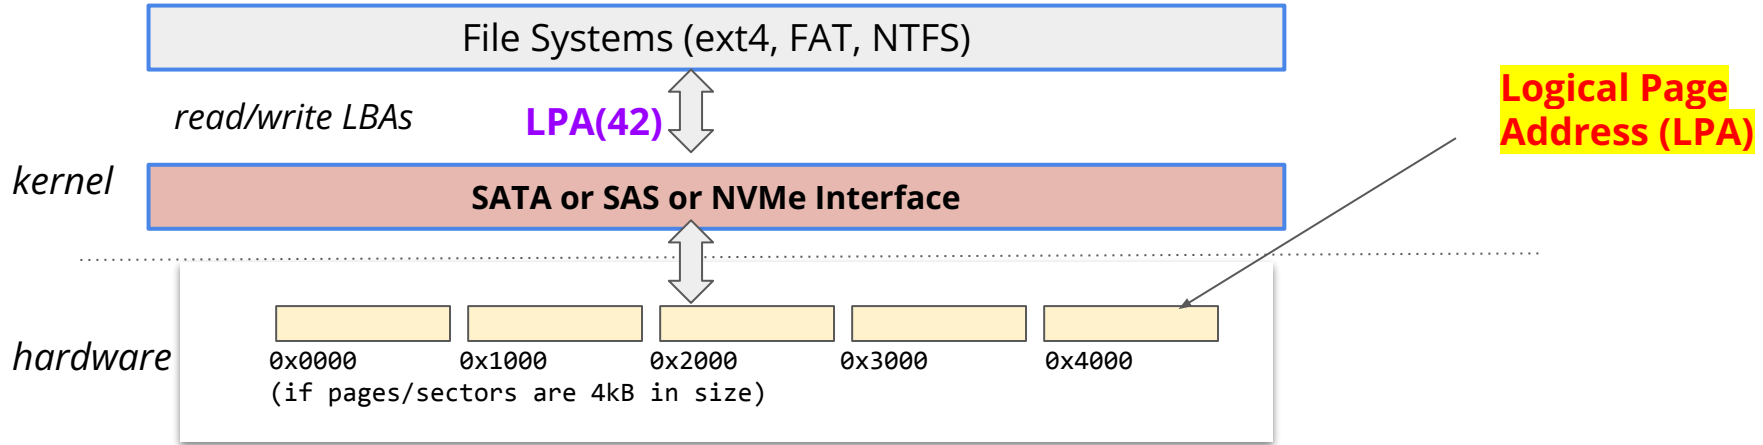 File Systems (ext4, FAT, NTFS)
read/write LBAs
LPA(42)
Logical Page
Address (LPA)
kernel
SATA or SAS or NVMe Interface
hardware
0x0000 0x1000 0x2000 0x3000 0x4000
(if pages/sectors are 4kB in size)